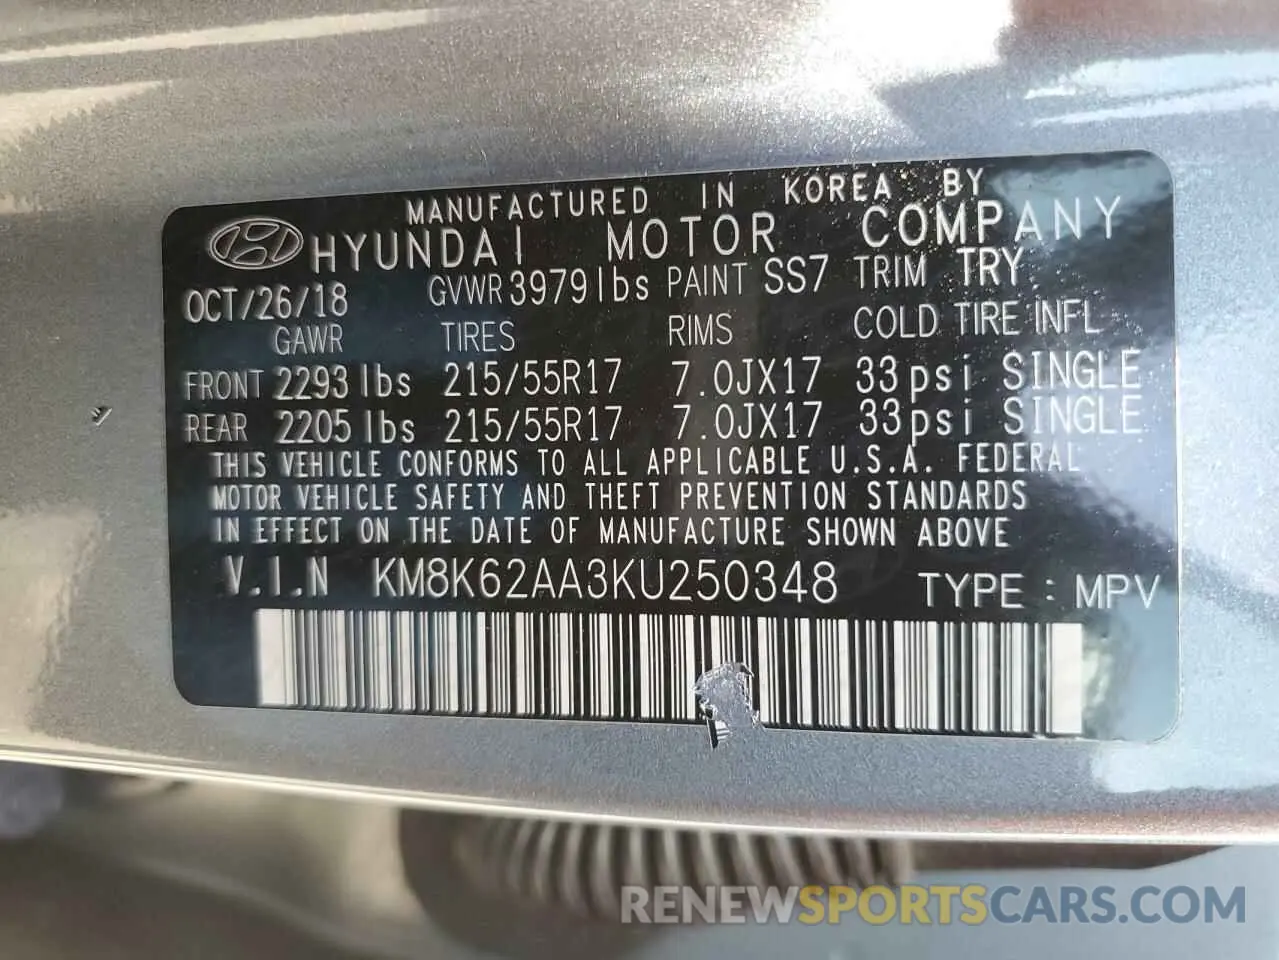 MANUFACTURED IN KOREA BY
HYUNDAI MOTOR COMPANY
OCT/26/18 GVWR 3979lbs PAINT SS7 TRIM TRY
GAWR TIRES RIMS COLD TIRE INFL
FRONT 2293 lbs 215/55R17 7.0JX17 33psi SINGLE
REAR 2205 lbs 215/55R17 7.0JX17 33psi SINGLE
THIS VEHICLE CONFORMS TO ALL APPLICABLE U.S.A. FEDERAL
MOTOR VEHICLE SAFETY AND THEFT PREVENTION STANDARDS
IN EFFECT ON THE DATE OF MANUFACTURE SHOWN ABOVE
V.I.N KM8K62AA3KU250348 TYPE : MPV
RENEWSPORTSCARS.COM